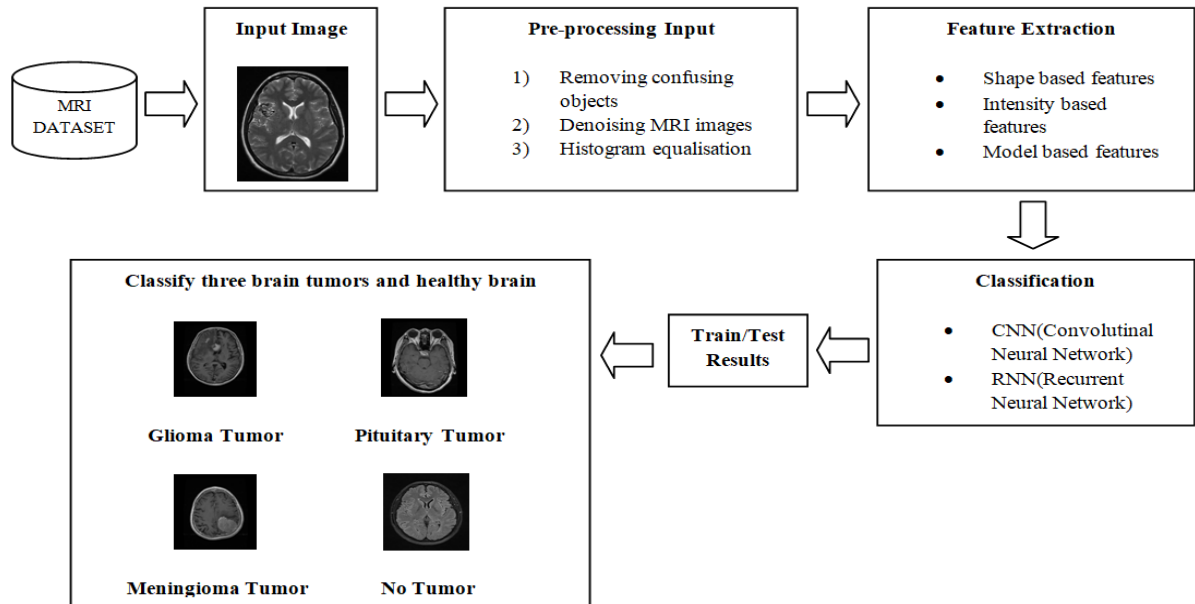 MRI
DATASET
Input Image
Pre-processing Input
1) Removing confusing
objects
2) Denoising MRI images
3) Histogram equalisation
Feature Extraction
• Shape based features
• Intensity based
features
• Model based features
Classification
• CNN(Convolutinal
Neural Network)
• RNN(Recurrent
Neural Network)
Train/Test
Results
Classify three brain tumors and healthy brain
Glioma Tumor
Pituitary Tumor
Meningioma Tumor
No Tumor